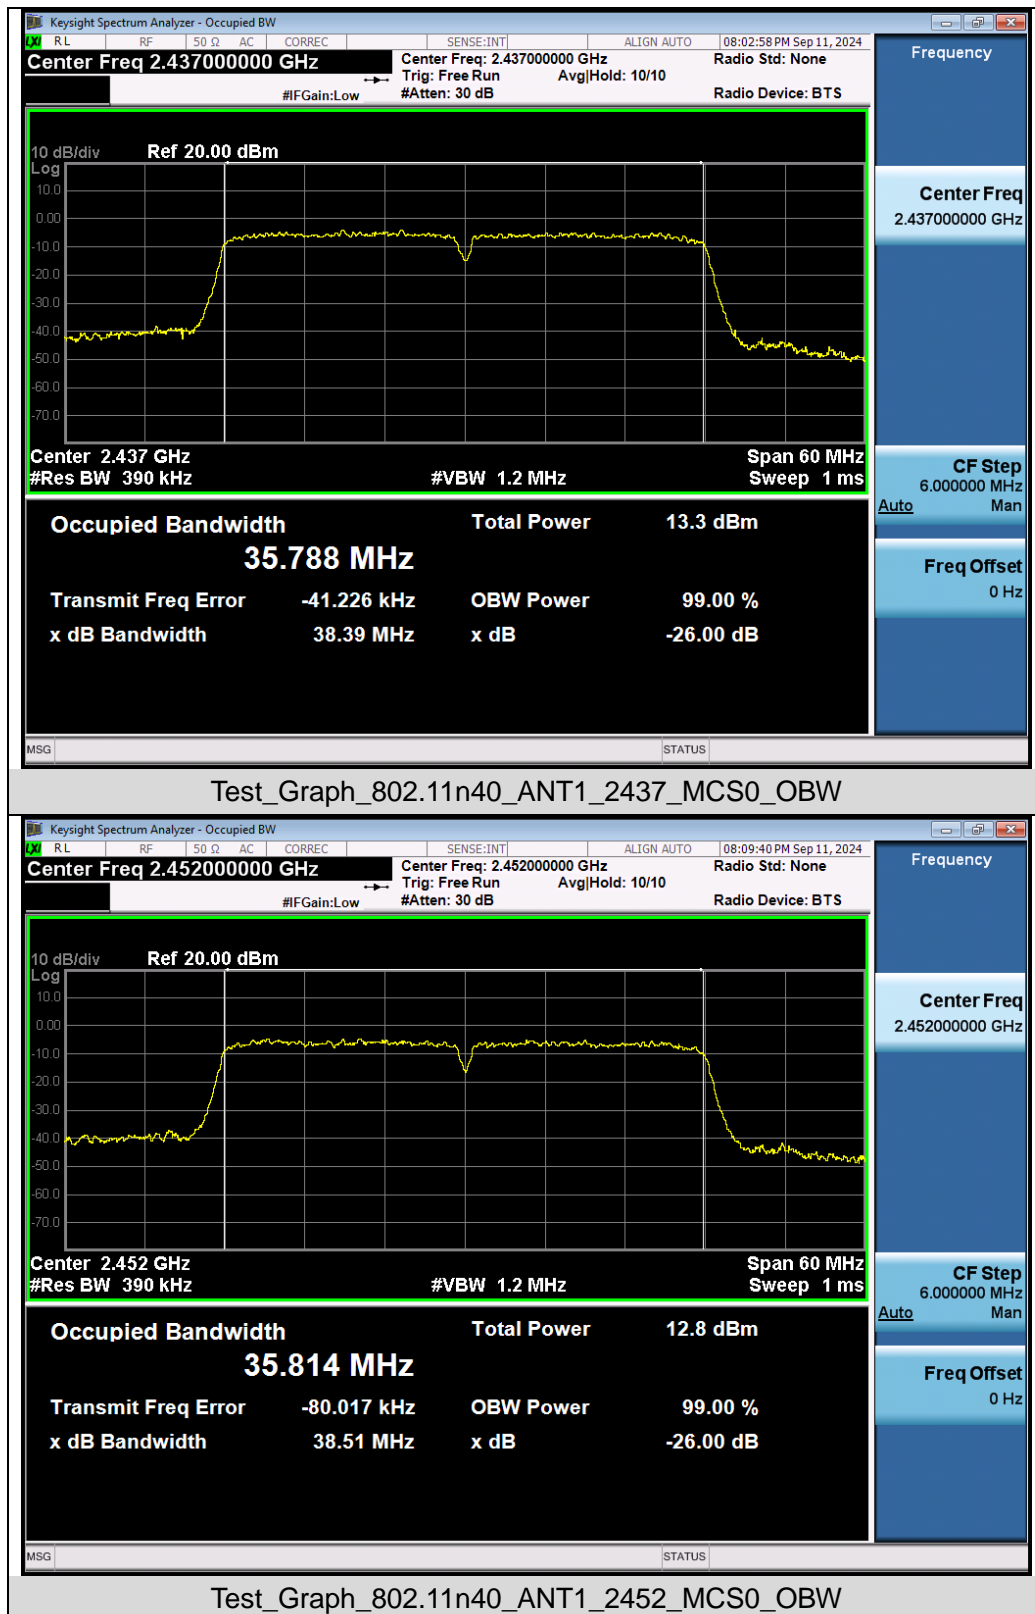 Keysight Spectrum Analyzer - Occupied BW
LXI RL RF 50 Ω AC CORREC SENSE:INT ALIGN AUTO 08:02:58 PM Sep 11, 2024
Center Freq 2.437000000 GHz
Center Freq: 2.437000000 GHz
Radio Std: None
Trig: Free Run Avg|Hold: 10/10
#IFGain:Low
#Atten: 30 dB
Radio Device: BTS
Frequency
10 dB/div Ref 20.00 dBm
Log
10.0
0.00
-10.0
-20.0
-30.0
-40.0
-50.0
-60.0
-70.0
Center Freq
2.437000000 GHz
Center 2.437 GHz Span 60 MHz
#Res BW 390 kHz #VBW 1.2 MHz Sweep 1 ms
CF Step
6.000000 MHz
Auto Man
Freq Offset
0 Hz
Occupied Bandwidth Total Power 13.3 dBm
35.788 MHz
Transmit Freq Error -41.226 kHz OBW Power 99.00 %
x dB Bandwidth 38.39 MHz x dB -26.00 dB
MSG STATUS
Test_Graph_802.11n40_ANT1_2437_MCS0_OBW
Keysight Spectrum Analyzer - Occupied BW
LXI RL RF 50 Ω AC CORREC SENSE:INT ALIGN AUTO 08:09:40 PM Sep 11, 2024
Center Freq 2.452000000 GHz
Center Freq: 2.452000000 GHz
Radio Std: None
Trig: Free Run Avg|Hold: 10/10
#IFGain:Low
#Atten: 30 dB
Radio Device: BTS
Frequency
10 dB/div Ref 20.00 dBm
Log
10.0
0.00
-10.0
-20.0
-30.0
-40.0
-50.0
-60.0
-70.0
Center Freq
2.452000000 GHz
Center 2.452 GHz Span 60 MHz
#Res BW 390 kHz #VBW 1.2 MHz Sweep 1 ms
CF Step
6.000000 MHz
Auto Man
Freq Offset
0 Hz
Occupied Bandwidth Total Power 12.8 dBm
35.814 MHz
Transmit Freq Error -80.017 kHz OBW Power 99.00 %
x dB Bandwidth 38.51 MHz x dB -26.00 dB
MSG STATUS
Test_Graph_802.11n40_ANT1_2452_MCS0_OBW